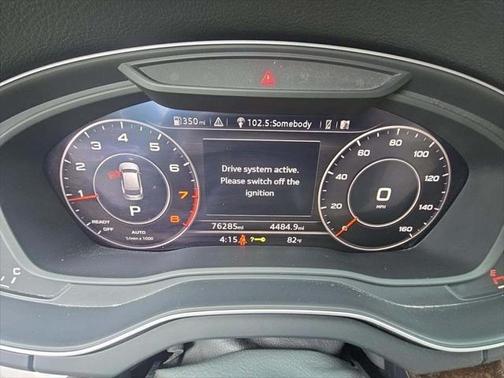 350mi 102.5:Somebody
Drive system active.
Please switch off the
ignition
1 2 3 4 5 6 7 8
P
READY
OFF
AUTO
1/min x 1000
0
MPH
20 40 60 80 100 120 140 160
76285mi 4484.9mi
4:15 ? 82°F
C
E